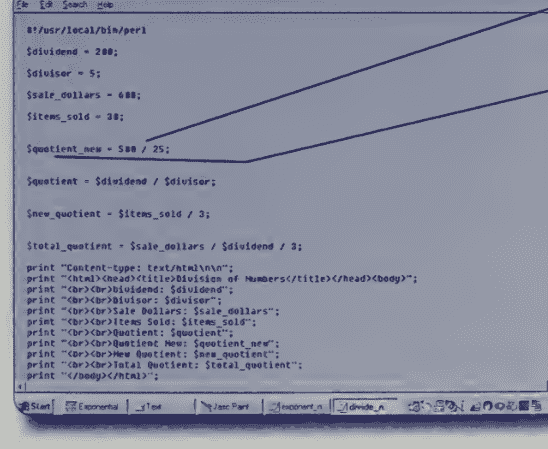 File Edit Search Help
#!/usr/local/bin/perl
$dividend = 200;
$divisor = 5;
$sale_dollars = 600;
$items_sold = 30;
$quotient_new = 500 / 25;
$quotient = $dividend / $divisor;
$new_quotient = $items_sold / 3;
$total_quotient = $sale_dollars / $dividend / 3;
print "Content-type: text/html\n\n";
print "<html><head><title>Division of Numbers</title></head><body>";
print "<br><br>Dividend: $dividend";
print "<br><br>Divisor: $divisor";
print "<br><br>Sale Dollars: $sale_dollars";
print "<br><br>Items Sold: $items_sold";
print "<br><br>Quotient: $quotient";
print "<br><br>Quotient New: $quotient_new";
print "<br><br>New Quotient: $new_quotient";
print "<br><br>Total Quotient: $total_quotient";
print "</body></html>";
Start Exponential Text Jasc Paint exponent_n divide_n